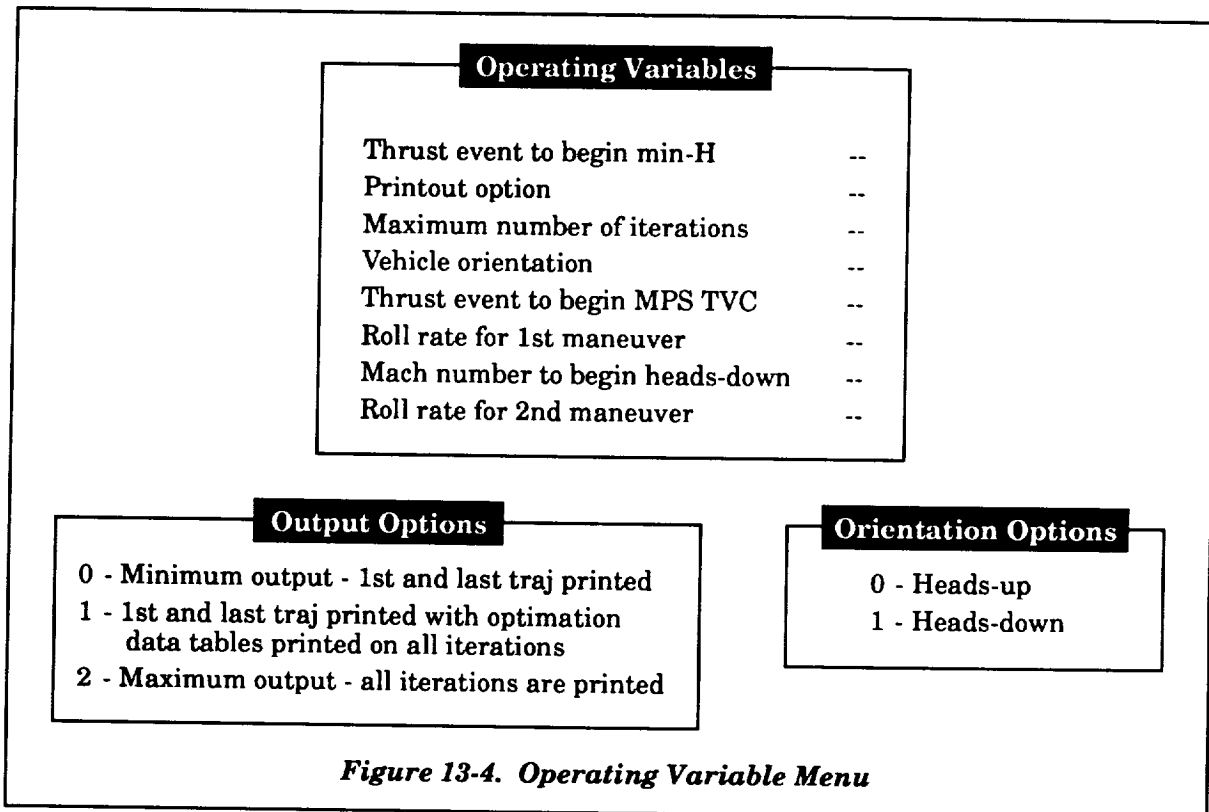 Operating Variables
Thrust event to begin min-H --
Printout option --
Maximum number of iterations --
Vehicle orientation --
Thrust event to begin MPS TVC --
Roll rate for 1st maneuver --
Mach number to begin heads-down --
Roll rate for 2nd maneuver --
Output Options
0 - Minimum output - 1st and last traj printed
1 - 1st and last traj printed with optimation
data tables printed on all iterations
2 - Maximum output - all iterations are printed
Orientation Options
0 - Heads-up
1 - Heads-down
Figure 13-4. Operating Variable Menu